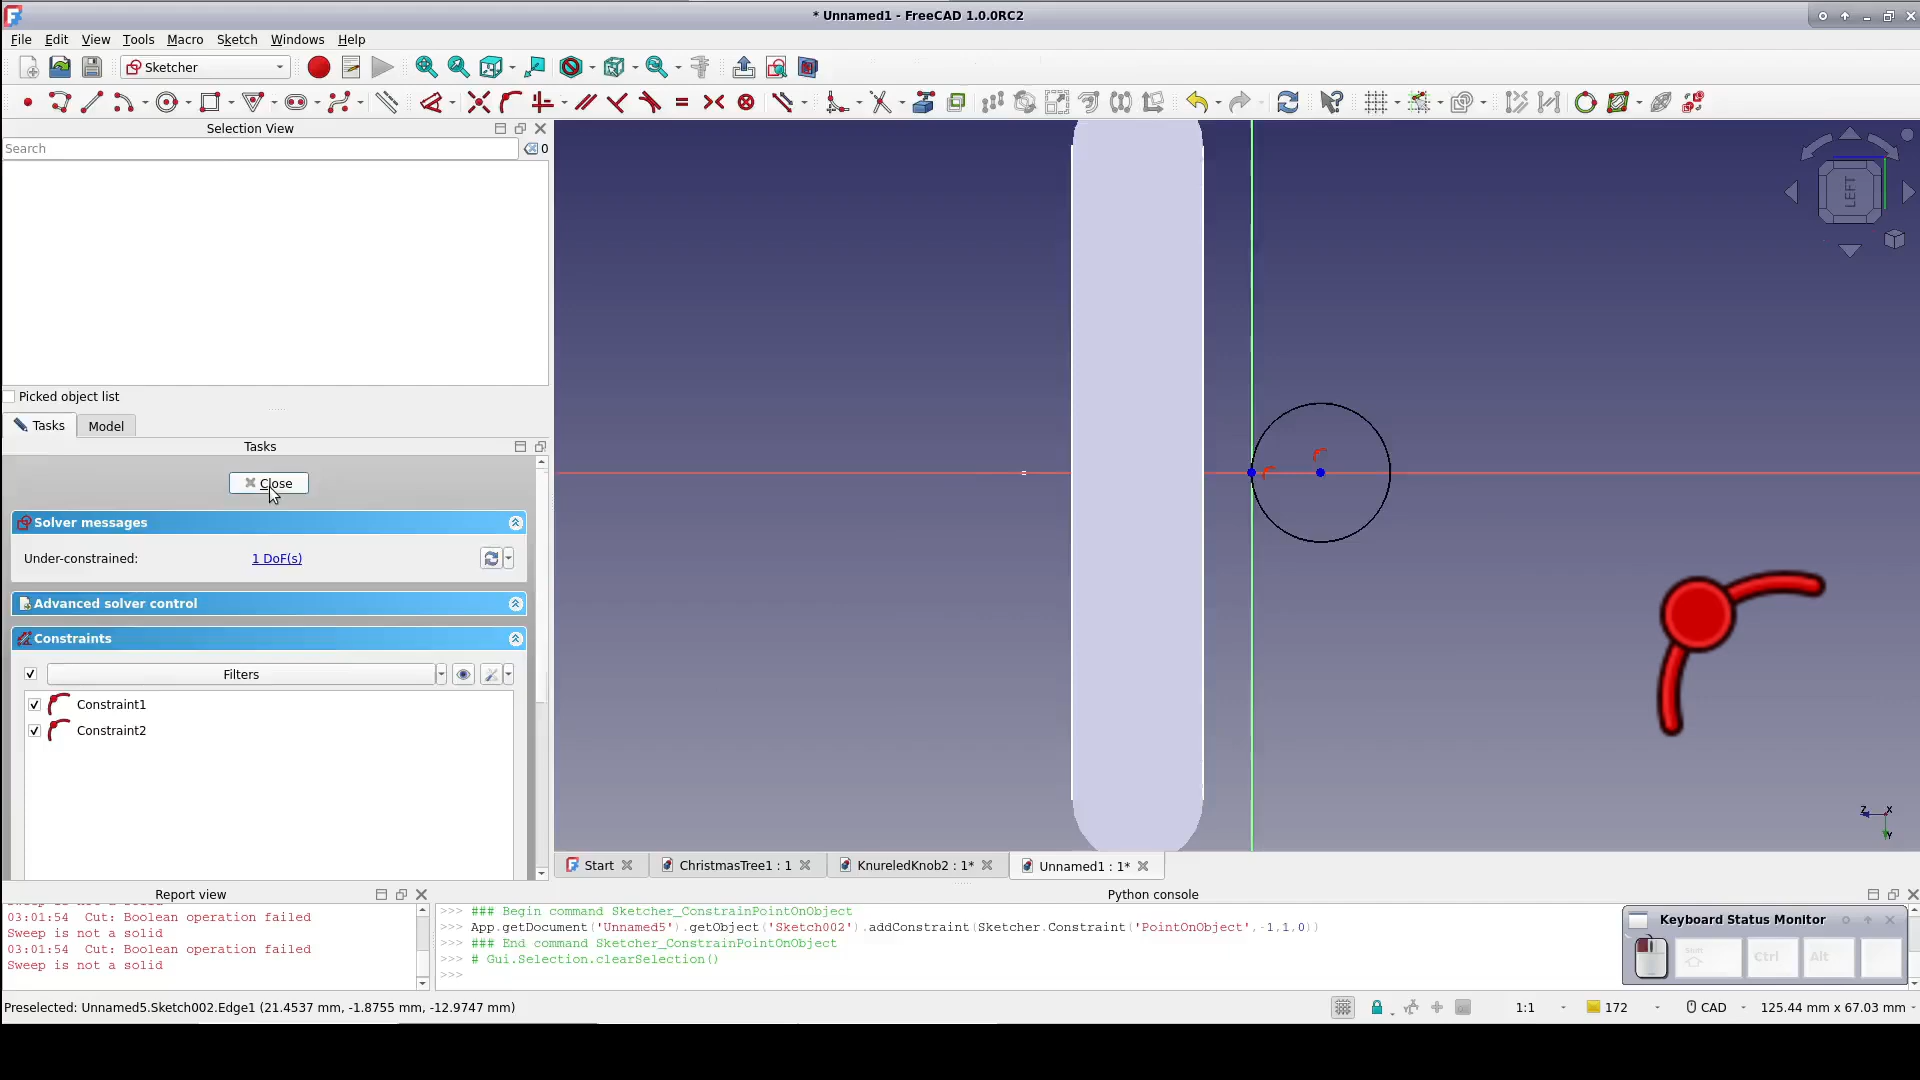 * Unnamed1 - FreeCAD 1.0.0RC2
File Edit View Tools Macro Sketch Windows Help
Sketcher
Selection View
Search
0
Picked object list
Tasks Model
Tasks
Close
Solver messages
Under-constrained: 1 DoF(s)
Advanced solver control
Constraints
Filters
Constraint1
Constraint2
LEFT
Z X
Y
Start ChristmasTree1 : 1 KnureledKnob2 : 1* Unnamed1 : 1*
Report view
Sweep is not a solid
03:01:54 Cut: Boolean operation failed
Sweep is not a solid
03:01:54 Cut: Boolean operation failed
Sweep is not a solid
Python console
>>> ### Begin command Sketcher_ConstrainPointOnObject
>>> App.getDocument('Unnamed5').getObject('Sketch002').addConstraint(Sketcher.Constraint('PointOnObject',-1,1,0))
>>> ### End command Sketcher_ConstrainPointOnObject
>>> # Gui.Selection.clearSelection()
>>>
Keyboard Status Monitor
Shift Ctrl Alt
Preselected: Unnamed5.Sketch002.Edge1 (21.4537 mm, -1.8755 mm, -12.9747 mm)
1:1 172 CAD 125.44 mm x 67.03 mm